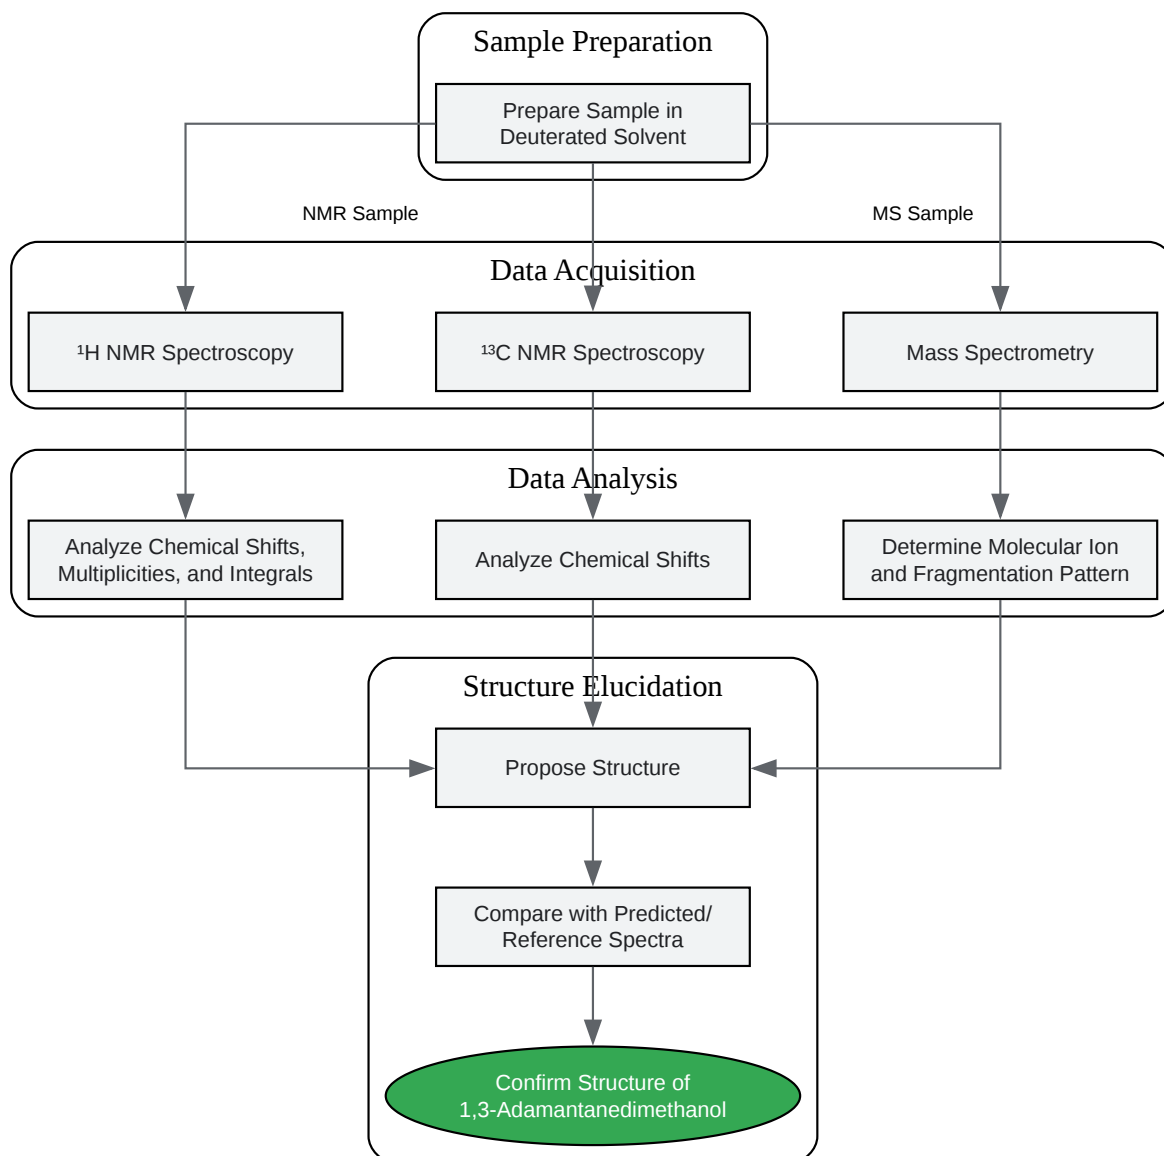 Sample Preparation
Prepare Sample in
Deuterated Solvent
NMR Sample
MS Sample
Data Acquisition
¹H NMR Spectroscopy
¹³C NMR Spectroscopy
Mass Spectrometry
Data Analysis
Analyze Chemical Shifts,
Multiplicities, and Integrals
Analyze Chemical Shifts
Determine Molecular Ion
and Fragmentation Pattern
Structure Elucidation
Propose Structure
Compare with Predicted/
Reference Spectra
Confirm Structure of
1,3-Adamantanedimethanol